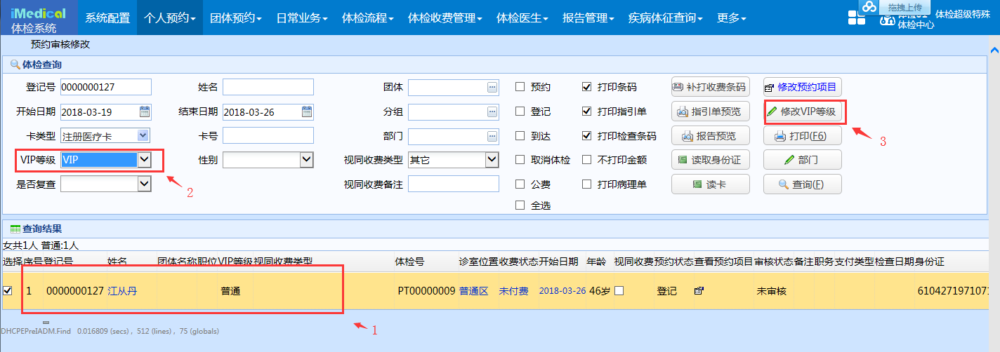 iMedical
体检系统
系统配置 个人预约 团体预约 日常业务 体检流程 体检收费管理 体检医生 报告管理 疾病体征查询 更多
拖拽上传
体检超级特殊
体检中心
预约审核修改
体检查询
登记号 0000000127 姓名 团体 预约 打印条码 补打收费条码 修改预约项目
开始日期 2018-03-19 结束日期 2018-03-26 分组 登记 打印指引单 指引单预览 修改VIP等级
卡类型 注册医疗卡 卡号 部门 到达 打印检查条码 报告预览 打印(F6)
3
VIP等级 VIP 性别 视同收费类型 其它 取消体检 不打印金额 读取身份证 部门
是否复查 视同收费备注 公费 打印病理单 读卡 查询(F)
2
全选
查询结果
女共1人 普通:1人
选择 序号 登记号 姓名 团体名称 职位 VIP等级 视同收费类型 体检号 诊室位置 收费状态 开始日期 年龄 视同收费 预约状态 查看预约项目 审核状态 备注 职务 支付类型 检查日期 身份证
1 0000000127 江从丹 普通 PT00000009 普通区 未付费 2018-03-26 46岁 登记 未审核 6104271971071
1
DHCPEPreIADM.Find 0.016809 (secs) , 512 (lines) , 75 (globals)